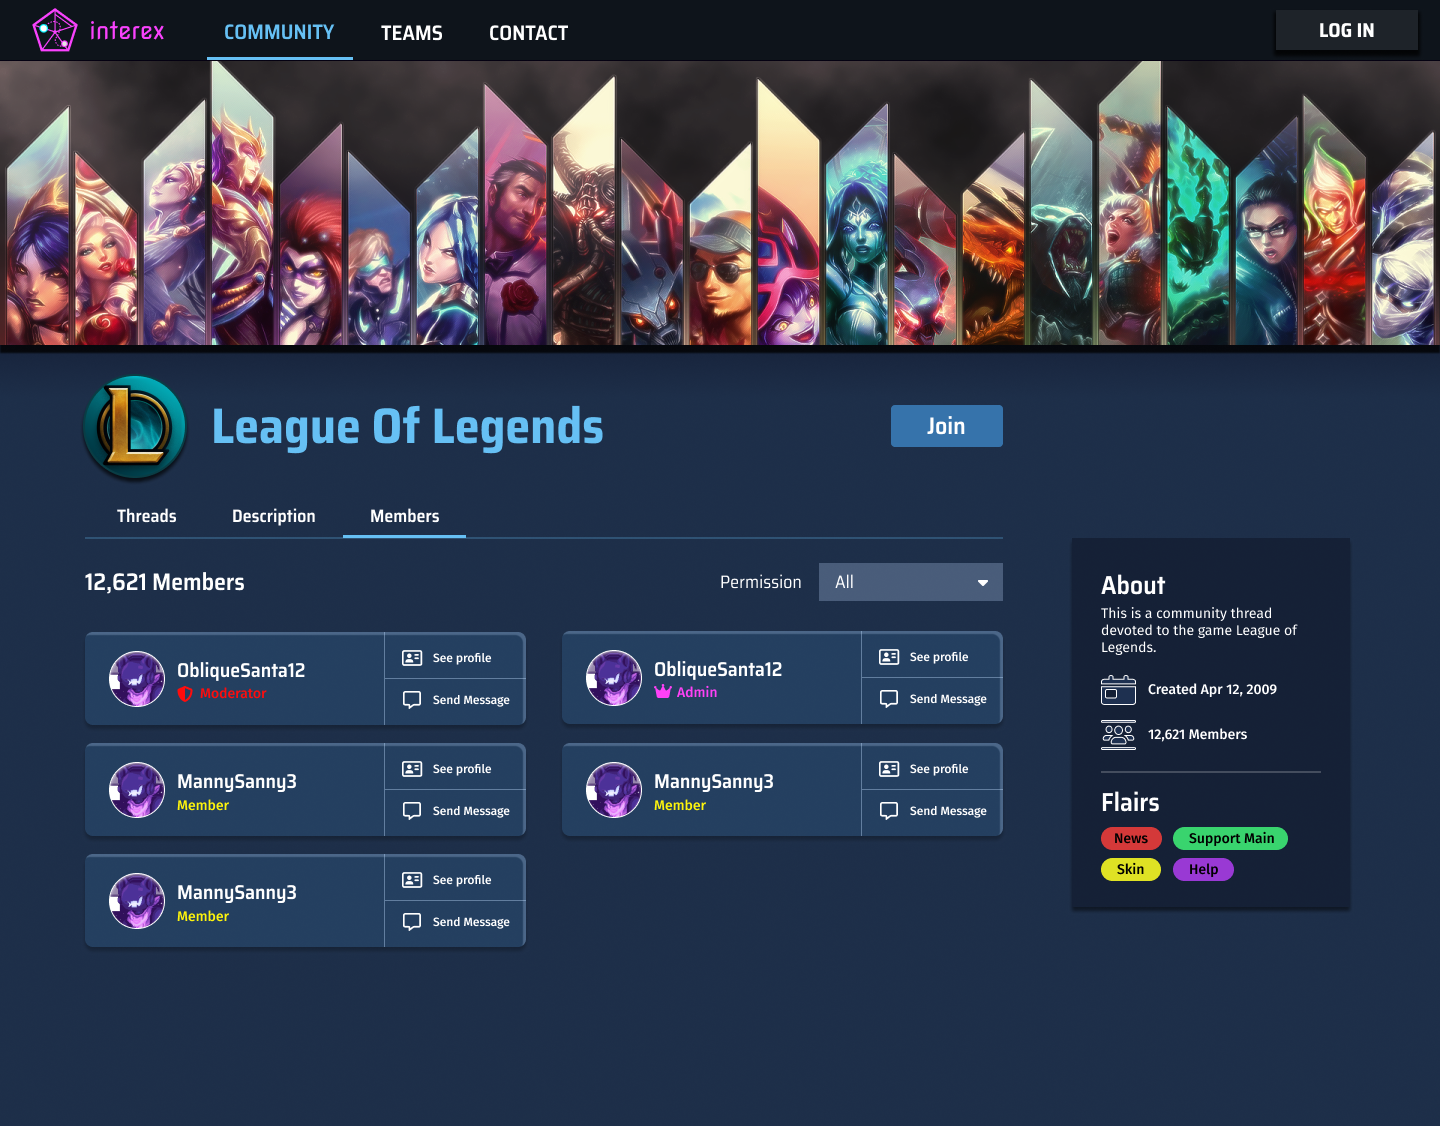 interex
COMMUNITY
TEAMS
CONTACT
LOG IN
League Of Legends
Join
Threads
Description
Members
12,621 Members
Permission
All
ObliqueSanta12
Moderator
See profile
Send Message
ObliqueSanta12
Admin
See profile
Send Message
MannySanny3
Member
See profile
Send Message
MannySanny3
Member
See profile
Send Message
MannySanny3
Member
See profile
Send Message
About
This is a community thread
devoted to the game League of
Legends.
Created Apr 12, 2009
12,621 Members
Flairs
News
Support Main
Skin
Help